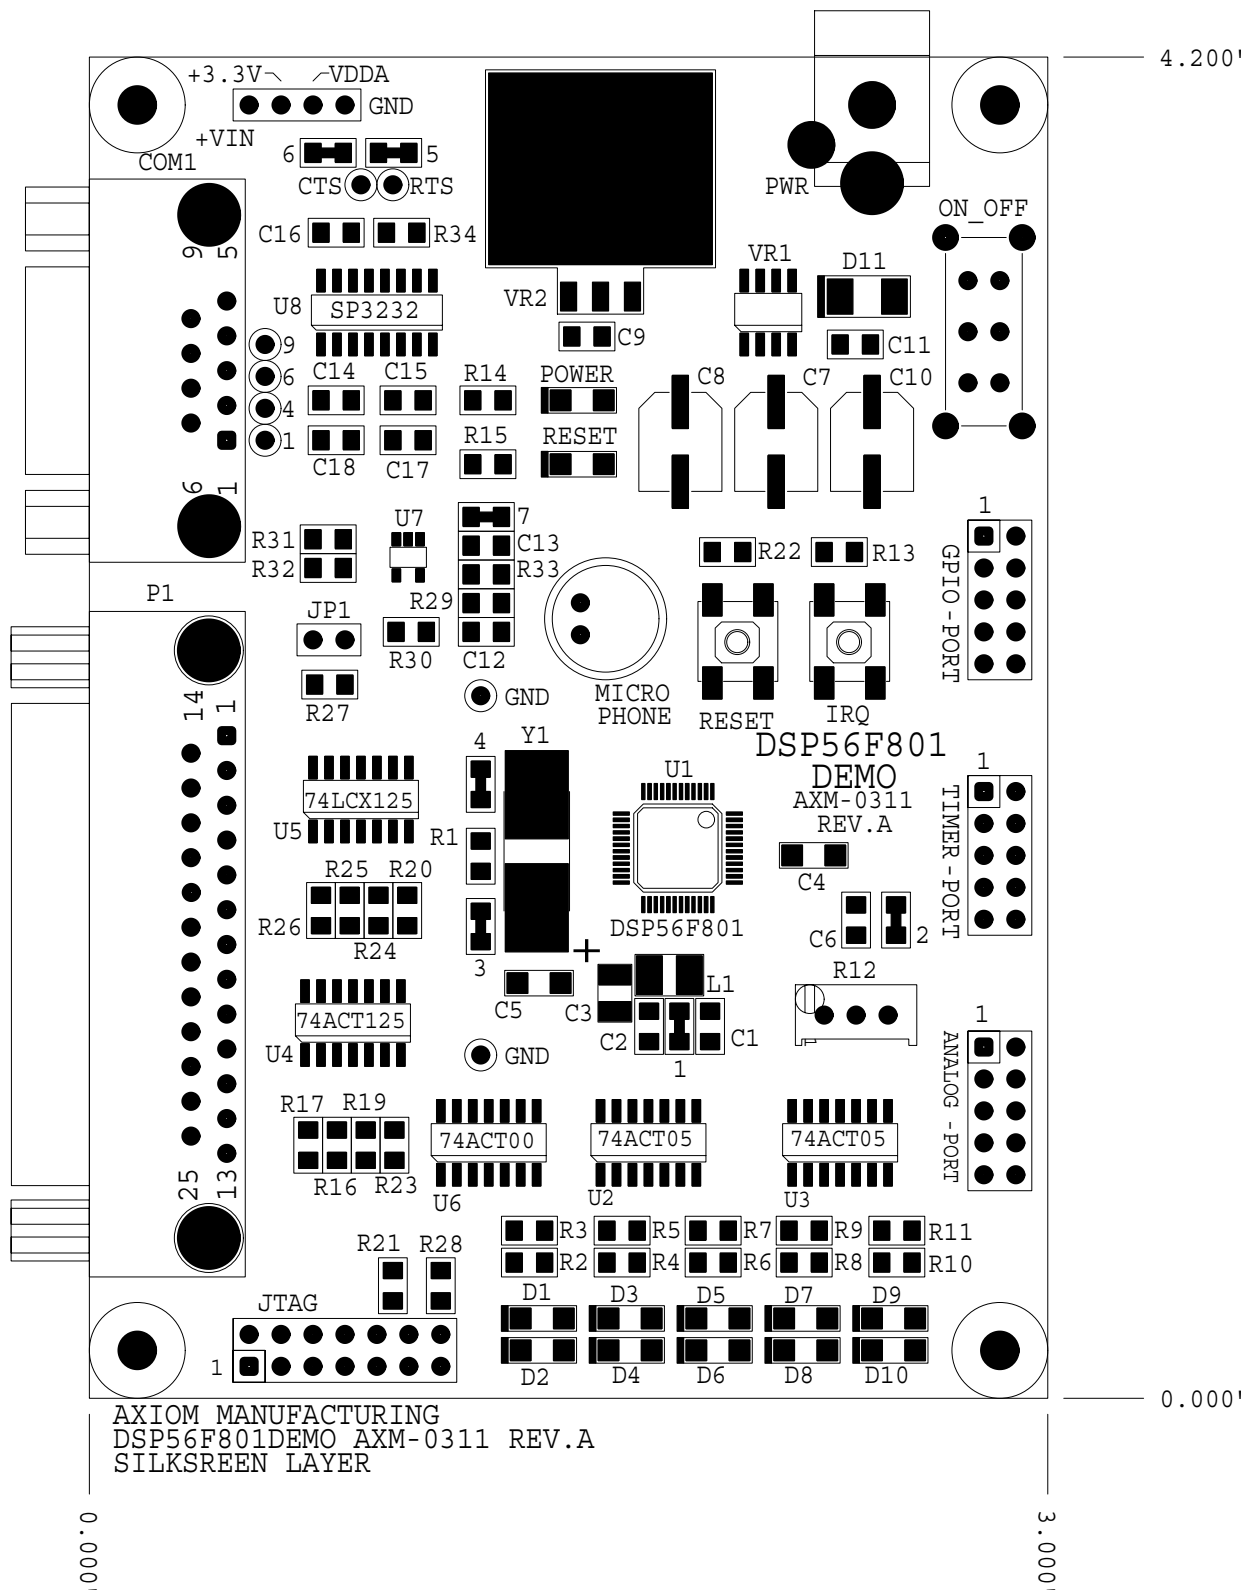 4.200"
+3.3V VDDA
GND
+VIN
COM1
6 5
CTS RTS
PWR
ON_OFF
C16 R34
9 5
VR1
D11
U8 SP3232
VR2
C9
C11
9
6
4
1
C14 C15 R14 POWER
C8 C7 C10
C18 C17 R15 RESET
6 1
1
GPIO-PORT
7
U7
C13
R31
R32
R33
R22 R13
P1
JP1
R29
R30 C12
R27
GND
MICRO
PHONE
RESET IRQ
14 1
Y1
4
DSP56F801
DEMO
AXM-0311
REV.A
U1
1
TIMER-PORT
74LCX125
U5
R1
C4
R25 R20
R26
R24
DSP56F801
C6 2
3
+
C5 C3
L1
R12
74ACT125
U4
C2 1 C1
GND
1
ANALOG-PORT
R17 R19
R16 R23
74ACT00
U6
74ACT05
U2
74ACT05
U3
25 13
R3 R5 R7 R9 R11
R2 R4 R6 R8 R10
R21 R28
D1 D3 D5 D7 D9
JTAG
1
D2 D4 D6 D8 D10
0.000"
AXIOM MANUFACTURING
DSP56F801DEMO AXM-0311 REV.A
SILKSREEN LAYER
0.000"
3.000"